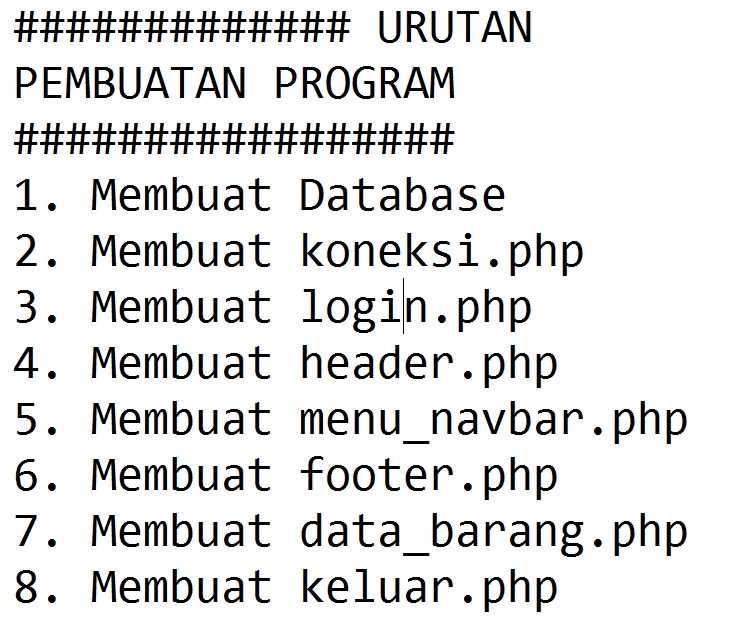 ############# URUTAN
PEMBUATAN PROGRAM
#################
1. Membuat Database
2. Membuat koneksi.php
3. Membuat login.php
4. Membuat header.php
5. Membuat menu_navbar.php
6. Membuat footer.php
7. Membuat data_barang.php
8. Membuat keluar.php